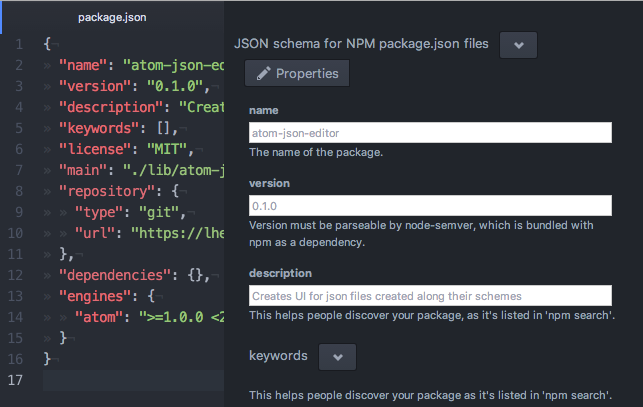 package.json
1 {
2 "name": "atom-json-edi
3 "version": "0.1.0",
4 "description": "Creat
5 "keywords": [],
6 "license": "MIT",
7 "main": "./lib/atom-j
8 "repository": {
9 "type": "git",
10 "url": "https://lhe
11 },
12 "dependencies": {},
13 "engines": {
14 "atom": ">=1.0.0 <2
15 }
16 }
17
JSON schema for NPM package.json files
Properties
name
atom-json-editor
The name of the package.
version
0.1.0
Version must be parseable by node-semver, which is bundled with
npm as a dependency.
description
Creates UI for json files created along their schemes
This helps people discover your package, as it's listed in 'npm search'.
keywords
This helps people discover your package as it's listed in 'npm search'.